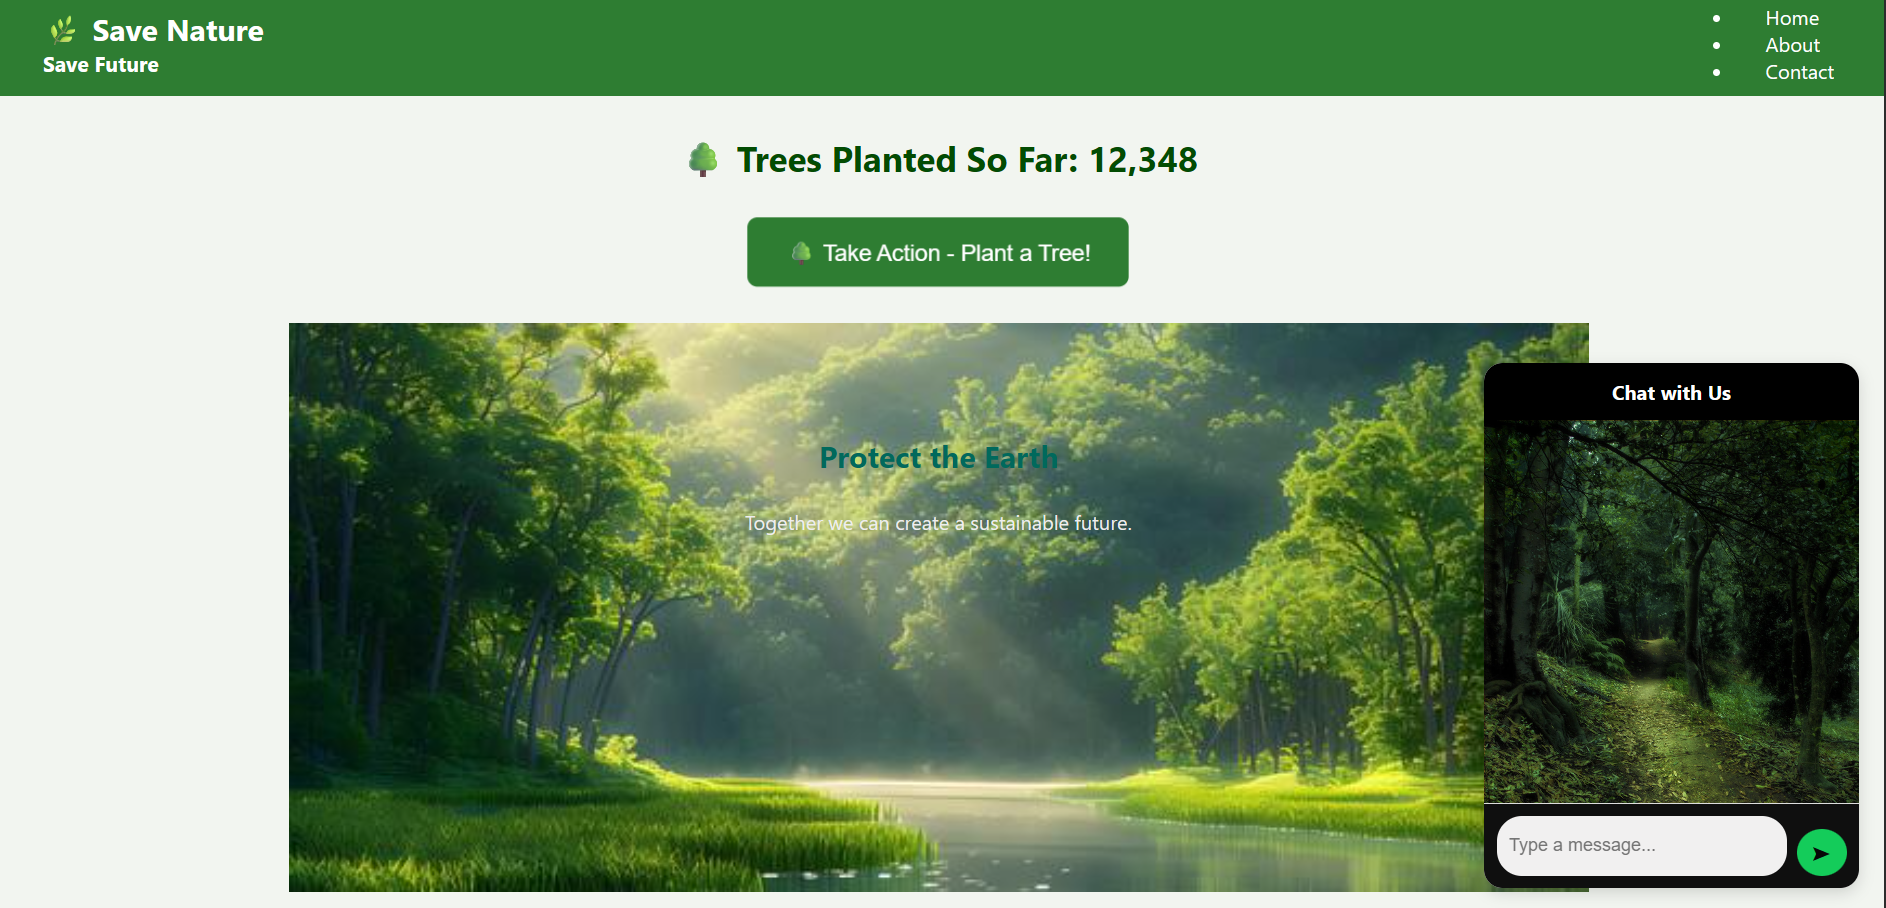 Save Nature
Save Future
Home
About
Contact
Trees Planted So Far: 12,348
Take Action - Plant a Tree!
Protect the Earth
Together we can create a sustainable future.
Chat with Us
Type a message...